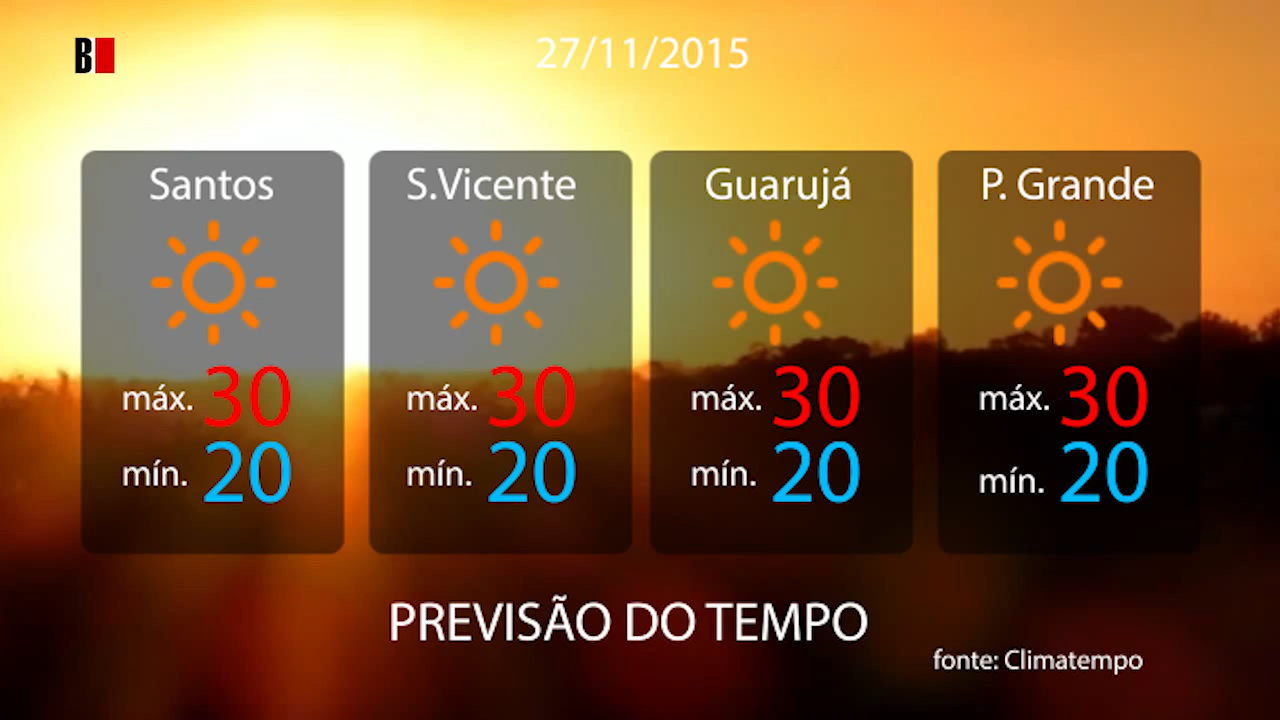 B
27/11/2015
Santos
máx. 30
mín. 20
S.Vicente
máx. 30
mín. 20
Guarujá
máx. 30
mín. 20
P. Grande
máx. 30
mín. 20
PREVISÃO DO TEMPO
fonte: Climatempo